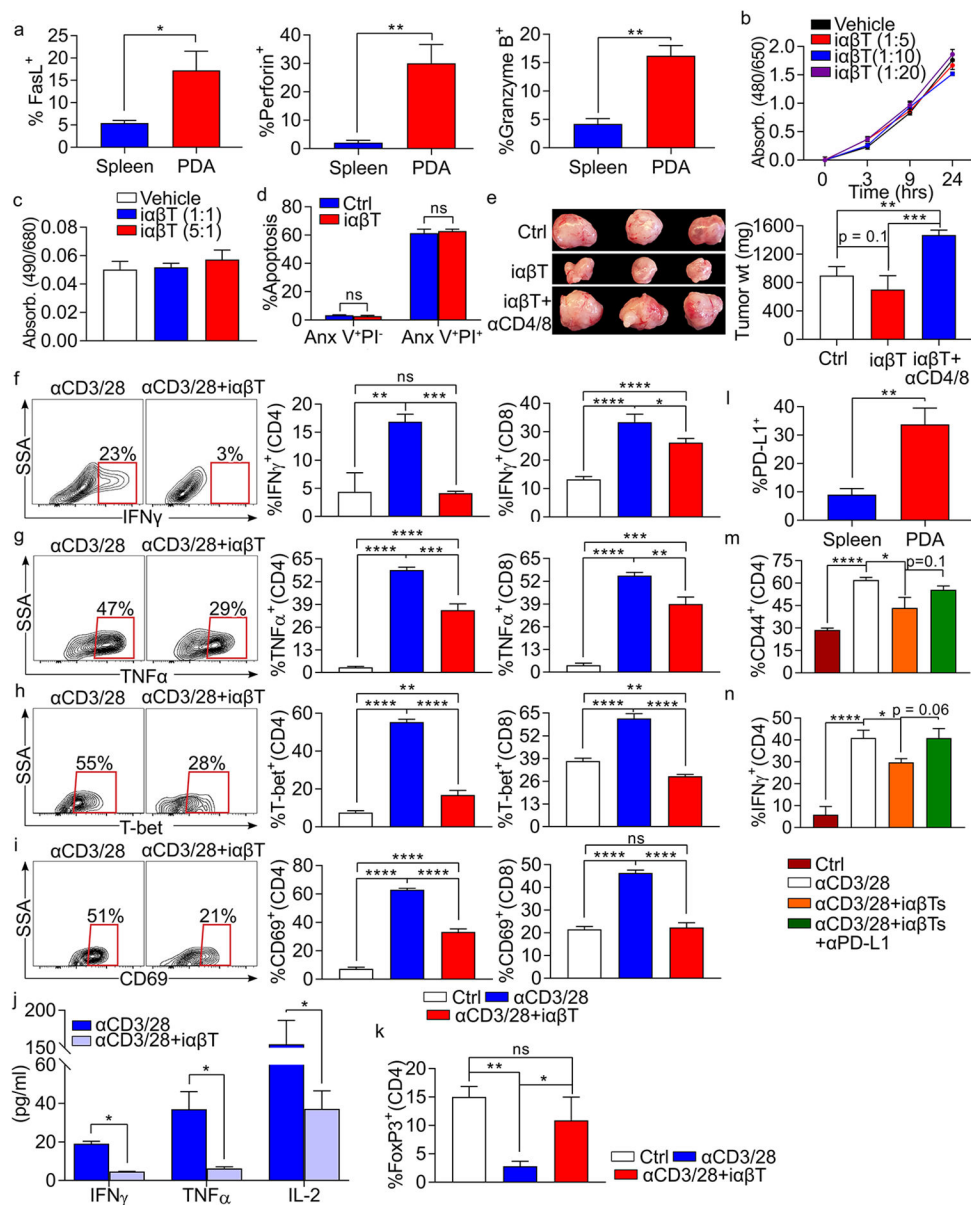 a
% FasL+
20
15
10
5
0
*
Spleen
PDA
%Perforin+
40
30
20
10
0
**
Spleen
PDA
%Granzyme B+
20
15
10
5
0
**
Spleen
PDA
b
Vehicle
iαβT (1:5)
iαβT (1:10)
iαβT (1:20)
Absorb. (480/650)
2.0
1.5
1.0
0.5
0.0
0 3 9 24
Time (hrs)
c
Vehicle
iαβT (1:1)
iαβT (5:1)
Absorb. (490/680)
0.08
0.06
0.04
0.02
0.00
d
Ctrl
iαβT
%Apoptosis
80
60
40
20
0
ns
ns
Anx V+PI-
Anx V+PI+
e
Ctrl
iαβT
iαβT+
αCD4/8
Tumor wt (mg)
1600
1200
800
400
0
**
***
p = 0.1
Ctrl
iαβT
iαβT+
αCD4/8
f
αCD3/28
αCD3/28+iαβT
SSA
23%
3%
IFNγ
%IFNγ+(CD4)
20
15
10
5
0
ns
** ***
%IFNγ+(CD8)
40
30
20
10
0
****
**** *
g
αCD3/28
αCD3/28+iαβT
SSA
47%
29%
TNFα
%TNFα+(CD4)
60
45
30
15
0
****
**** ***
%TNFα+(CD8)
64
48
32
16
0
***
**** **
h
αCD3/28
αCD3/28+iαβT
SSA
55%
28%
T-bet
%T-bet+(CD4)
60
40
20
0
**
**** ****
%T-bet+(CD8)
65
52
39
26
13
0
**
**** ****
i
αCD3/28
αCD3/28+iαβT
SSA
51%
21%
CD69
%CD69+(CD4)
80
60
40
20
0
****
**** ****
%CD69+(CD8)
50
40
30
20
10
0
ns
**** ****
Ctrl
αCD3/28
αCD3/28+iαβT
j
αCD3/28
αCD3/28+iαβT
(pg/ml)
200
150
60
40
20
0
*
*
*
IFNγ
TNFα
IL-2
k
%FoxP3+(CD4)
20
15
10
5
0
ns
** *
Ctrl
αCD3/28
αCD3/28+iαβT
l
%PD-L1+
40
30
20
10
0
**
Spleen
PDA
m
%CD44+(CD4)
75
60
45
30
15
0
**** * p=0.1
n
%IFNγ+(CD4)
50
40
30
20
10
0
**** * p = 0.06
Ctrl
αCD3/28
αCD3/28+iαβTs
αCD3/28+iαβTs
+αPD-L1